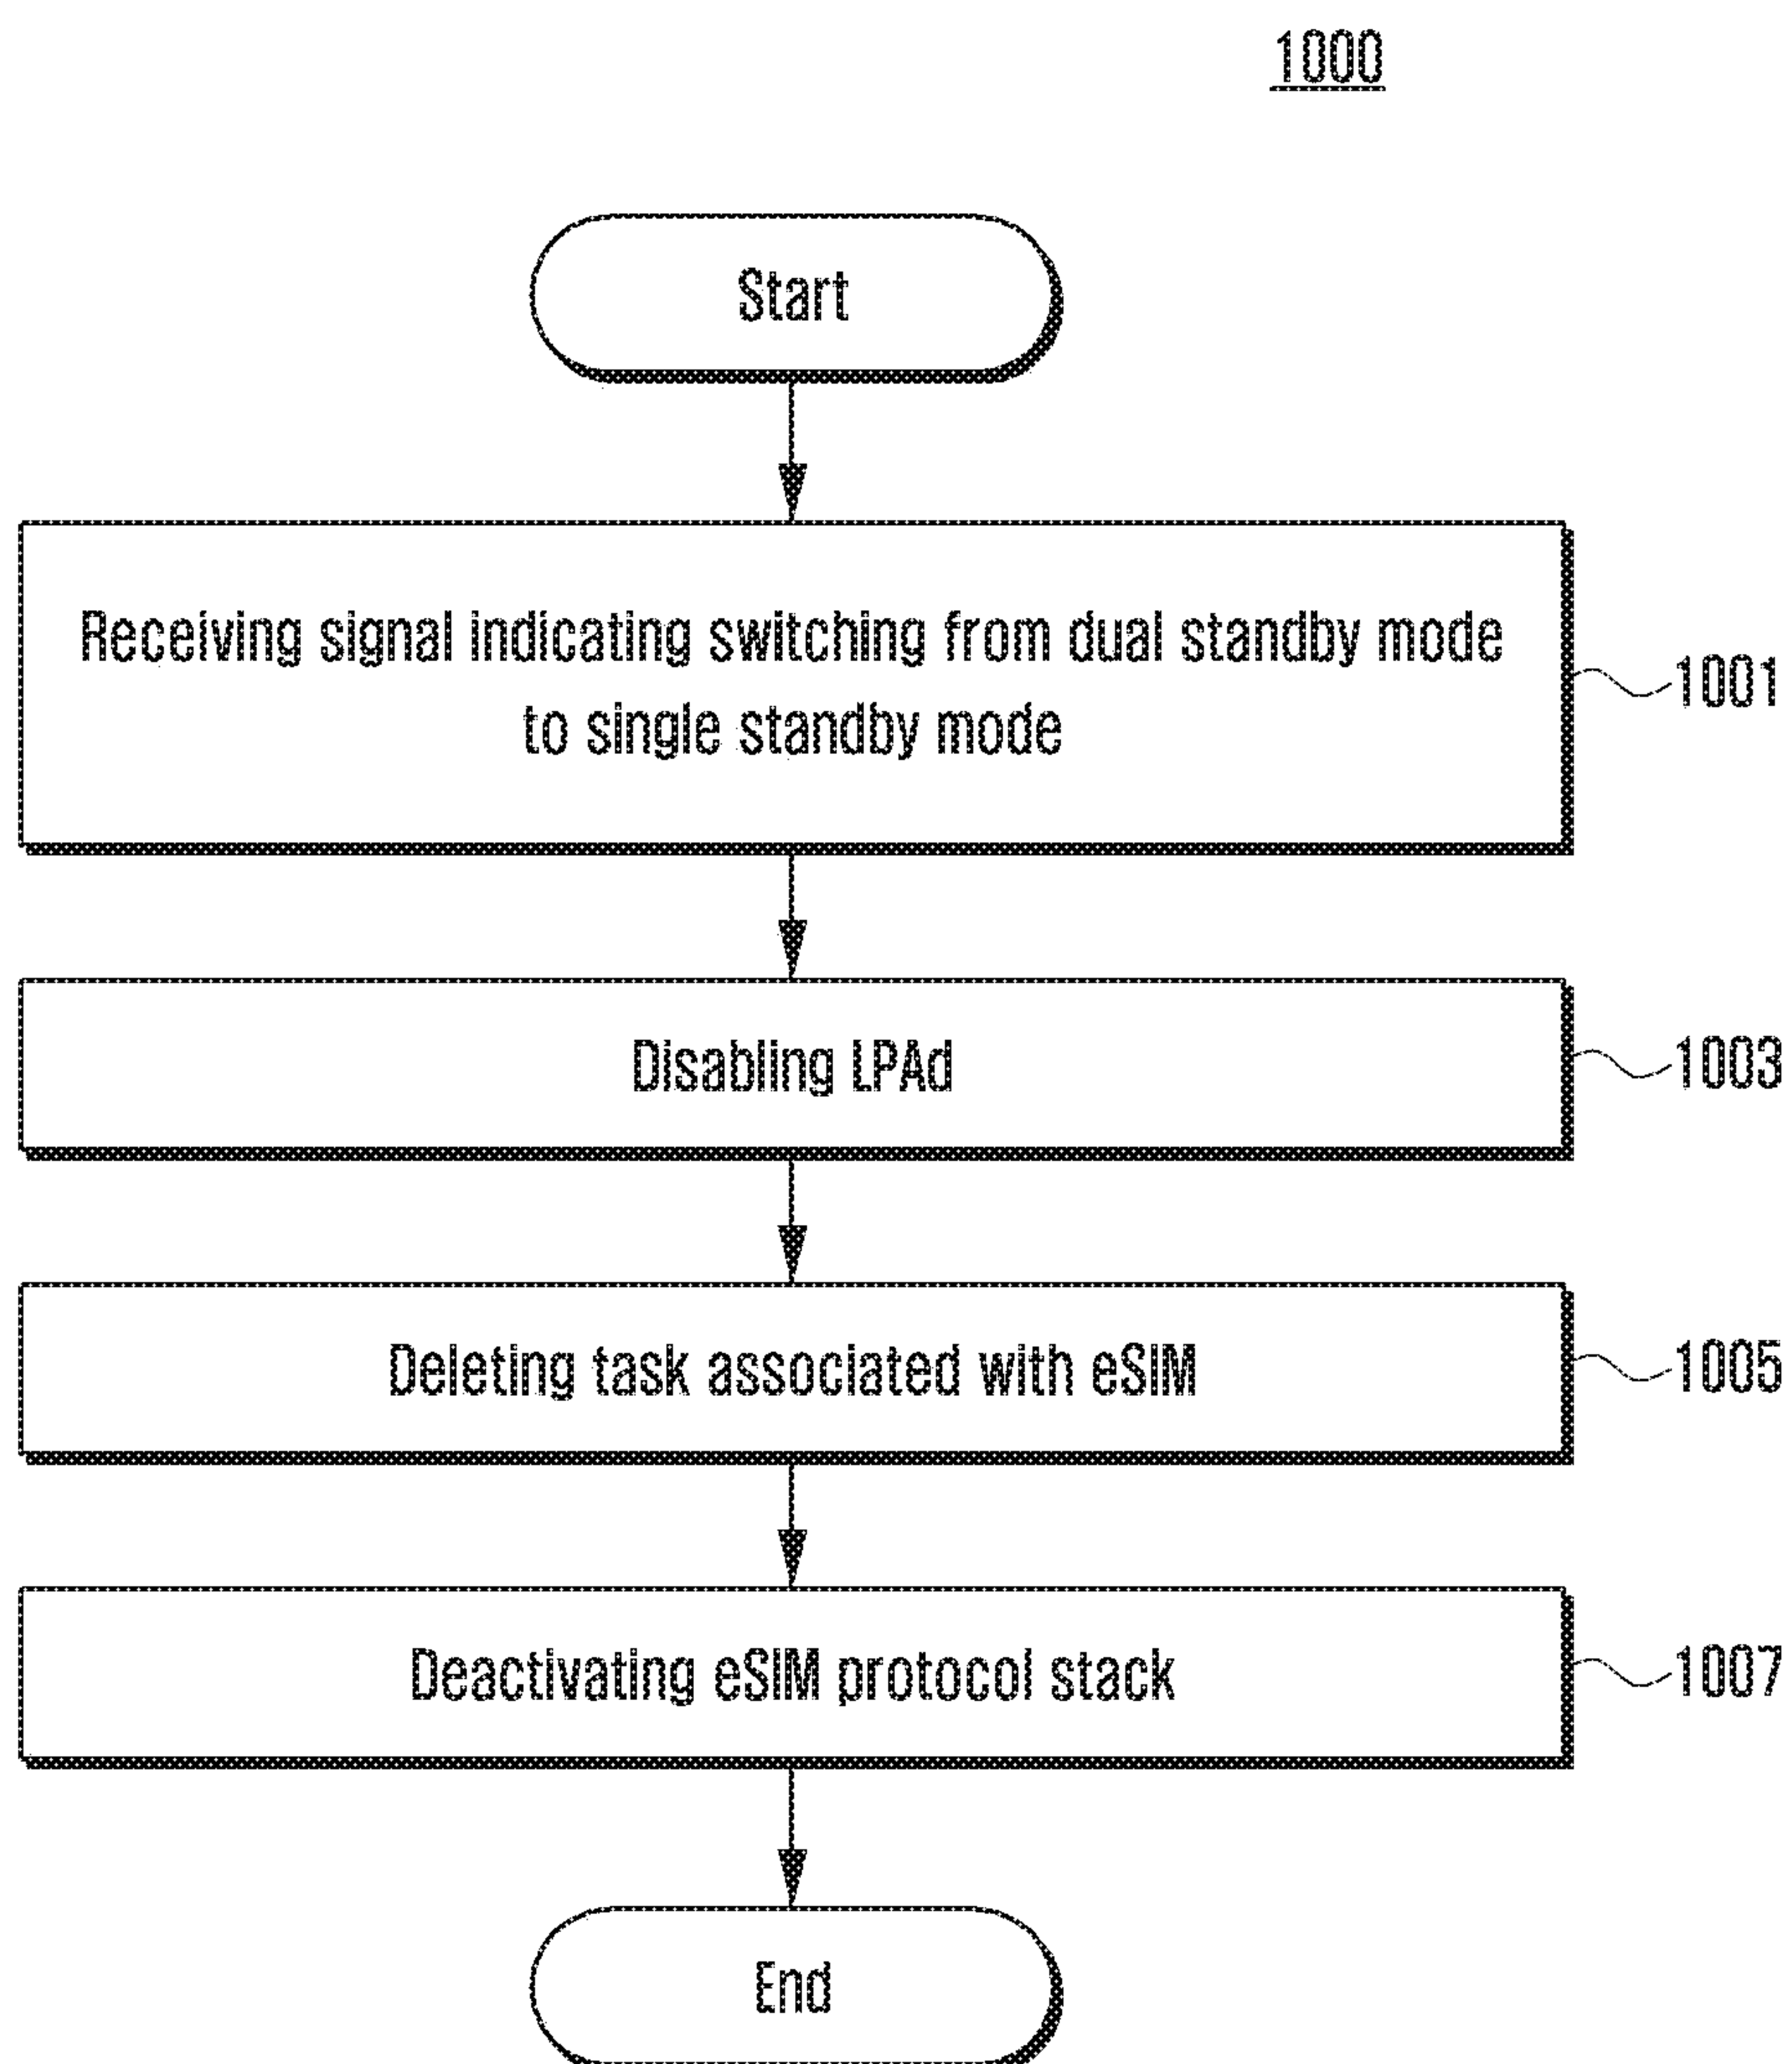 1000
Start
Receiving signal indicating switching from dual standby mode
to single standby mode
1001
Disabling LPAd
1003
Deleting task associated with eSIM
1005
Deactivating eSIM protocol stack
1007
End